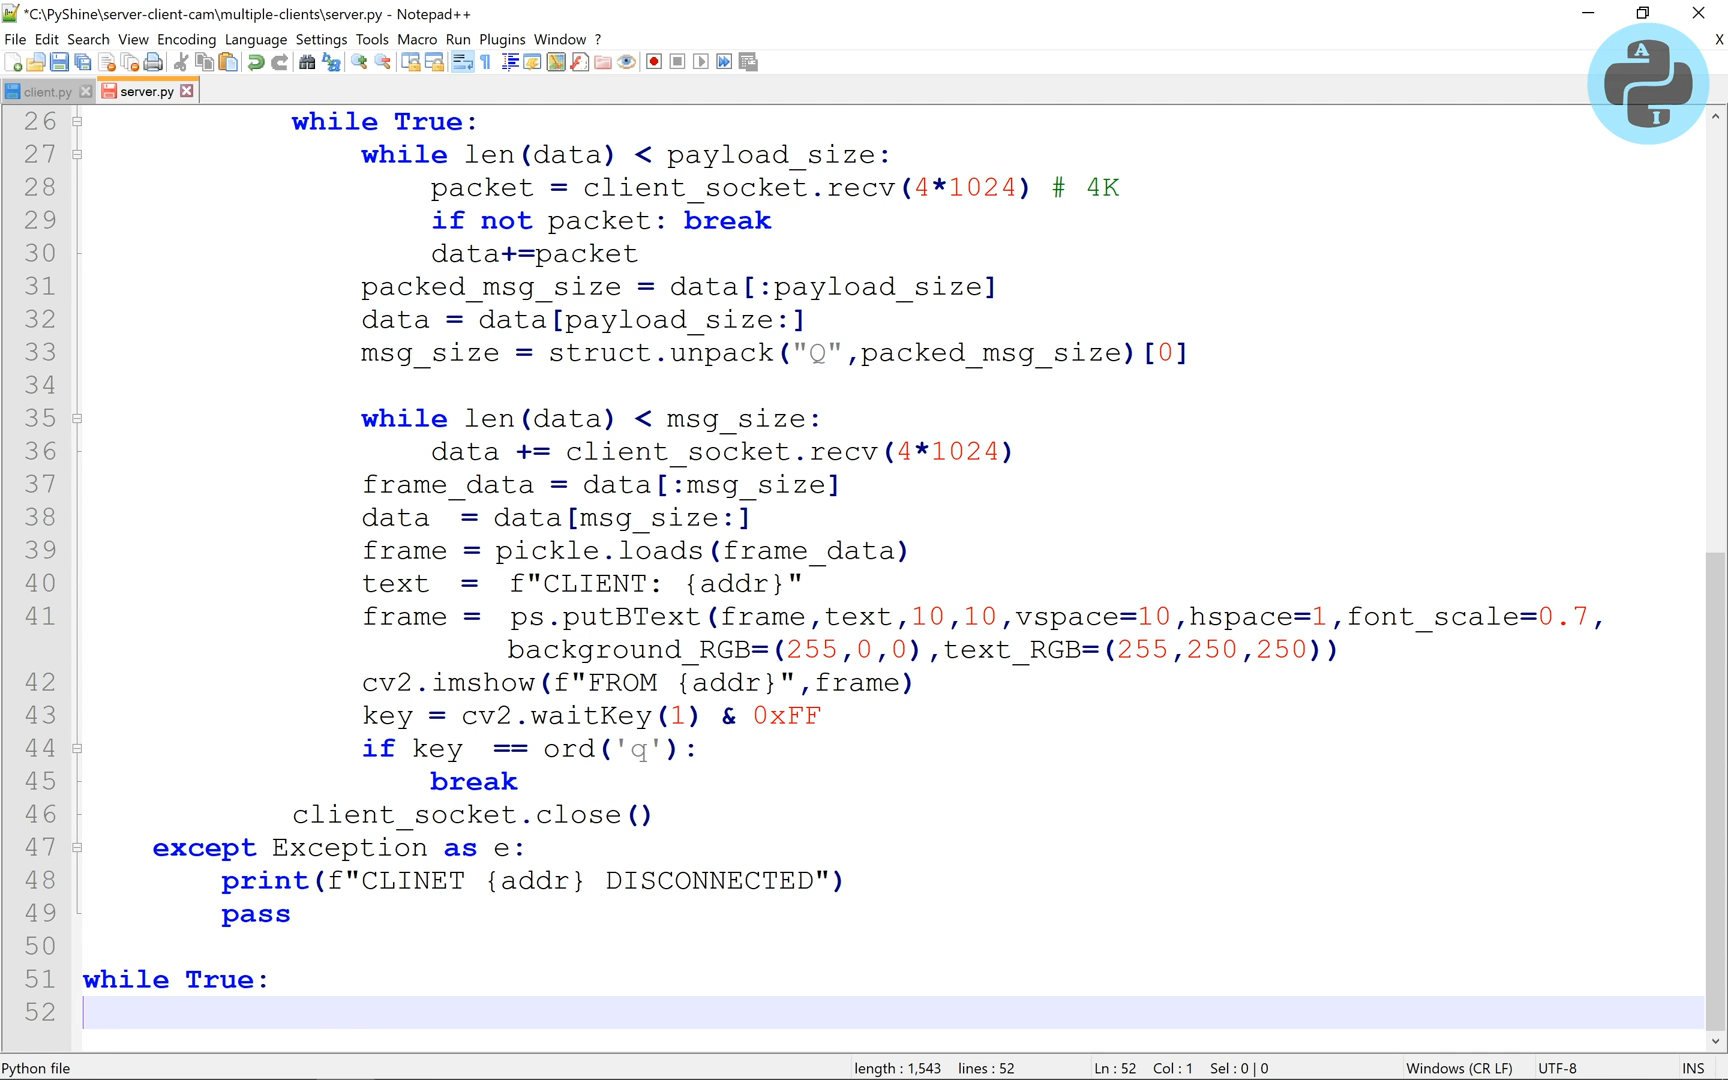 *C:\PyShine\server-client-cam\multiple-clients\server.py - Notepad++
File Edit Search View Encoding Language Settings Tools Macro Run Plugins Window ? X
client.py server.py
A I
26 while True:
27 while len(data) < payload_size:
28 packet = client_socket.recv(4*1024) # 4K
29 if not packet: break
30 data+=packet
31 packed_msg_size = data[:payload_size]
32 data = data[payload_size:]
33 msg_size = struct.unpack("Q",packed_msg_size)[0]
34
35 while len(data) < msg_size:
36 data += client_socket.recv(4*1024)
37 frame_data = data[:msg_size]
38 data  = data[msg_size:]
39 frame = pickle.loads(frame_data)
40 text  =  f"CLIENT: {addr}"
41 frame =  ps.putBText(frame,text,10,10,vspace=10,hspace=1,font_scale=0.7,
background_RGB=(255,0,0),text_RGB=(255,250,250))
42 cv2.imshow(f"FROM {addr}",frame)
43 key = cv2.waitKey(1) & 0xFF
44 if key  == ord('q'):
45 break
46 client_socket.close()
47 except Exception as e:
48 print(f"CLINET {addr} DISCONNECTED")
49 pass
50
51 while True:
52
Python file length : 1,543 lines : 52 Ln : 52 Col : 1 Sel : 0 | 0 Windows (CR LF) UTF-8 INS